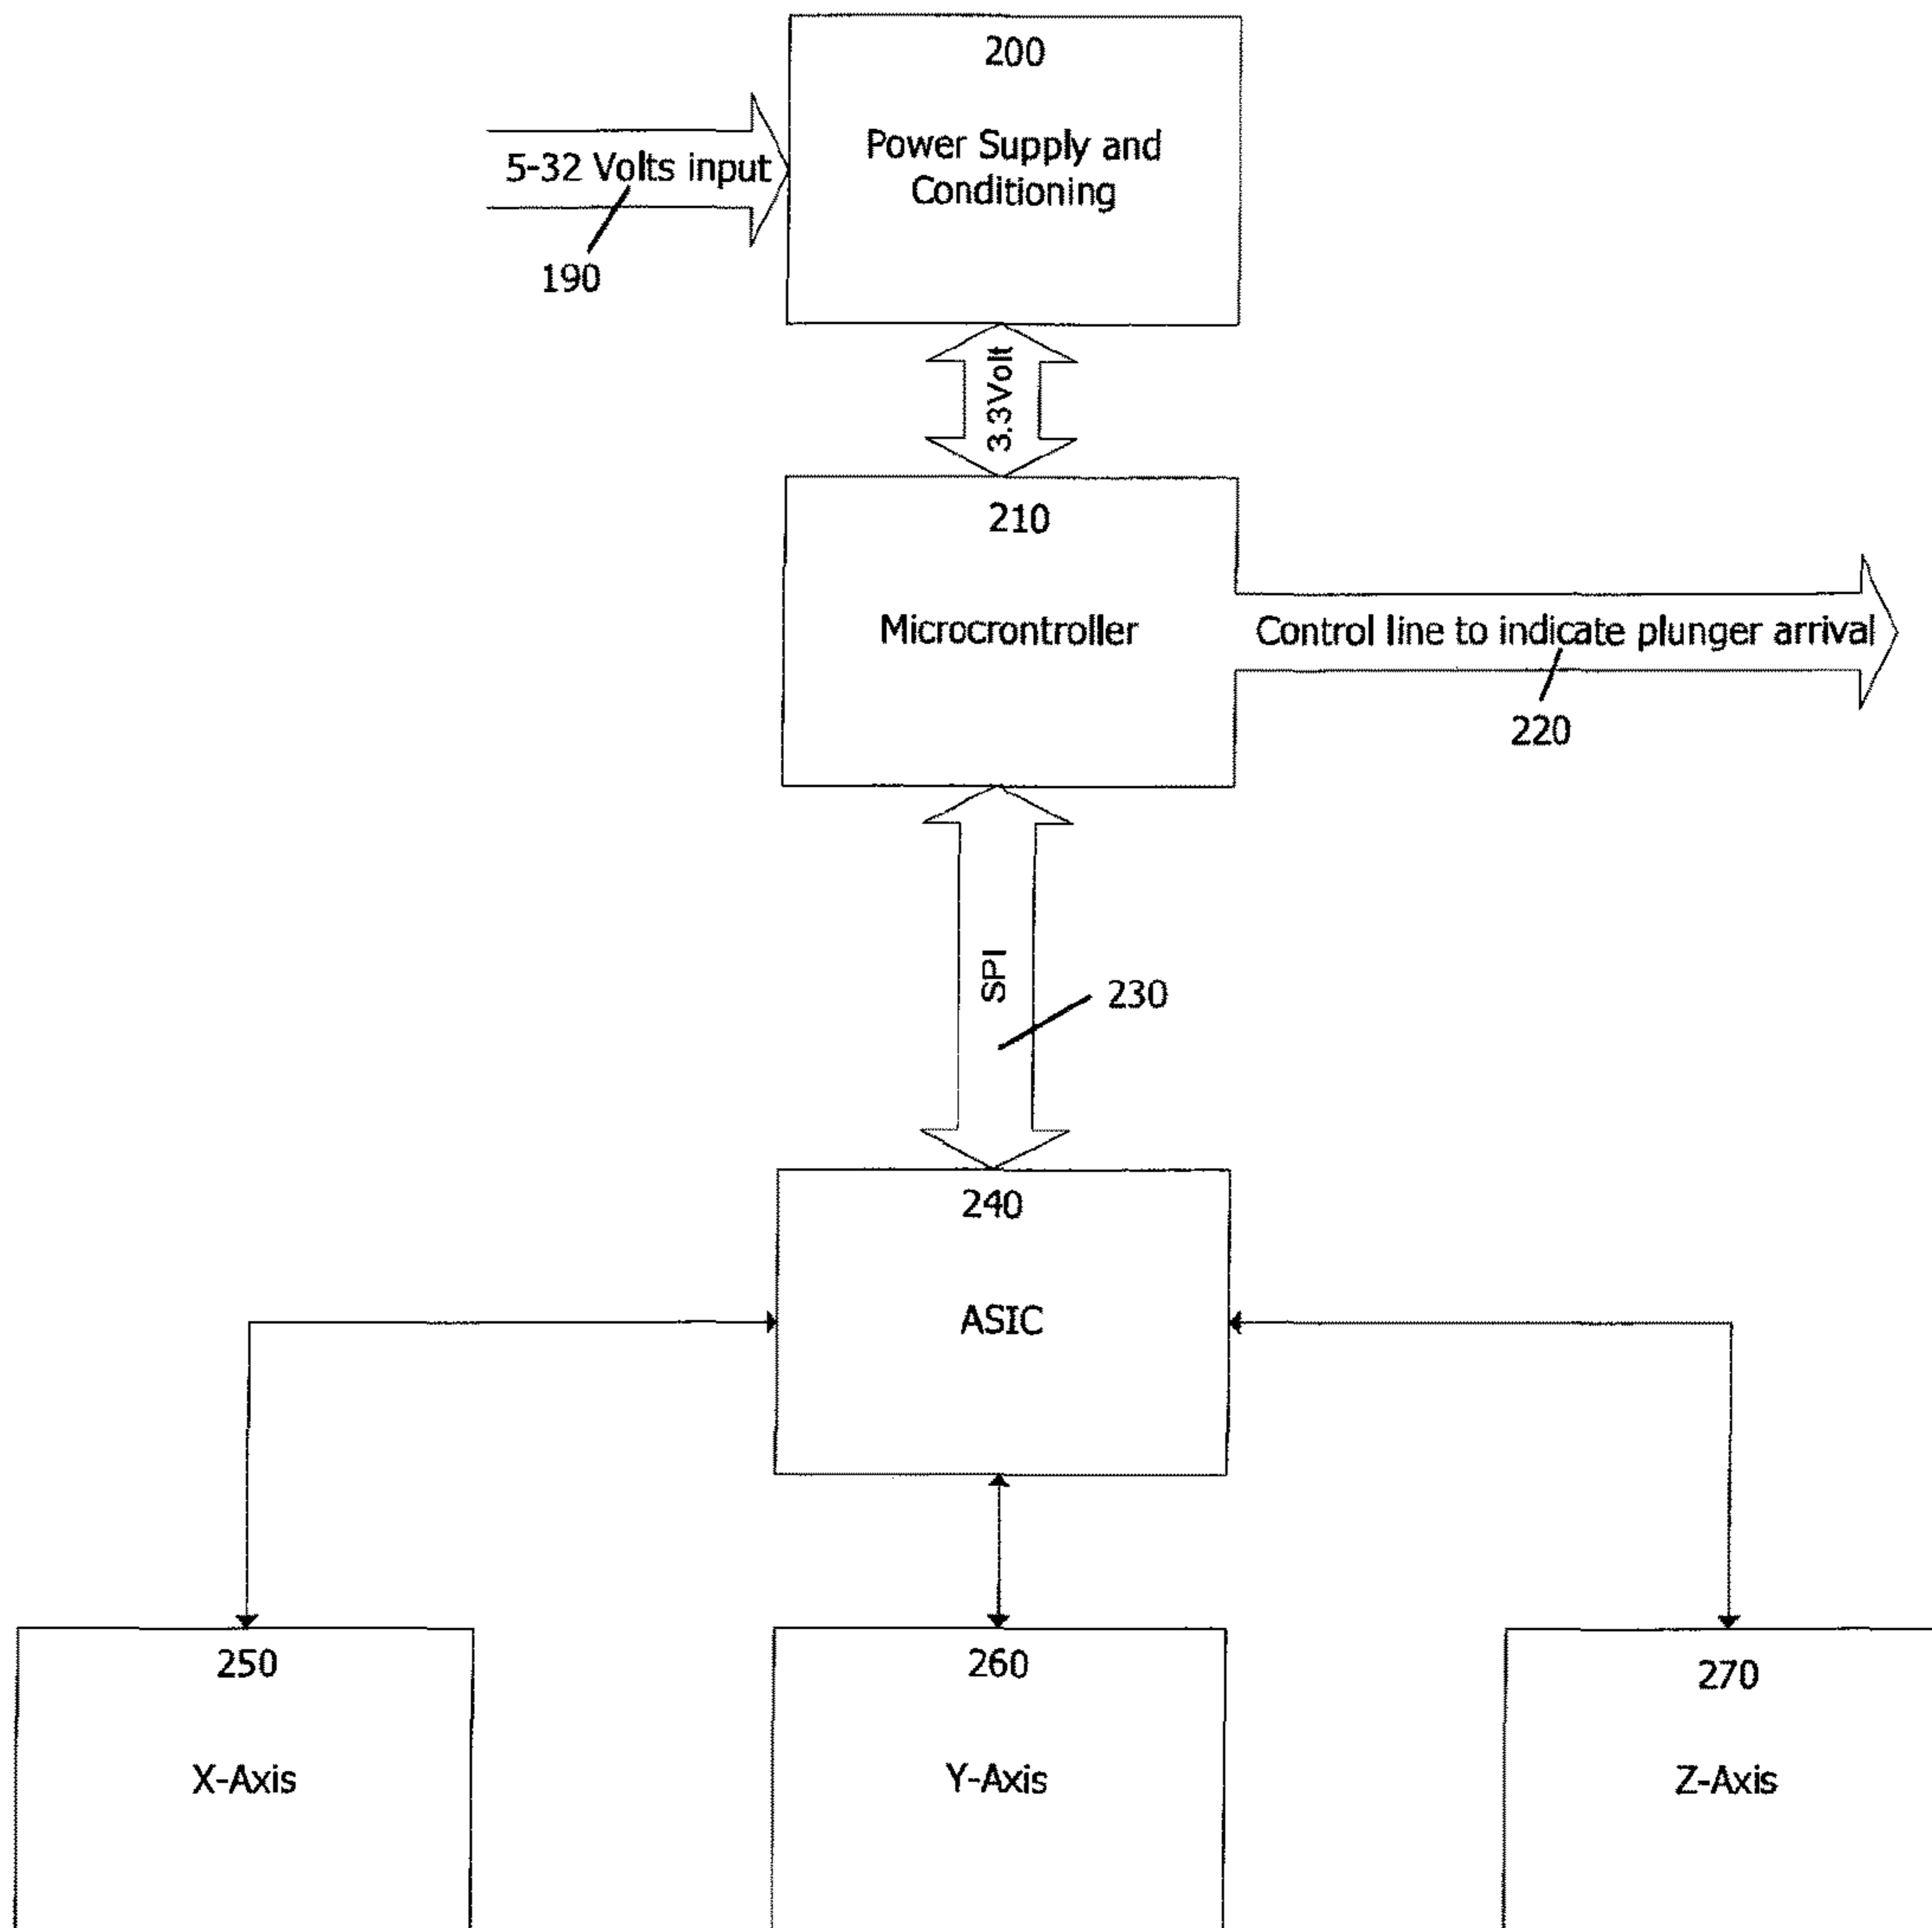 200
Power Supply and
Conditioning
5-32 Volts input
190
3.3Volt
210
Microcrontroller
Control line to indicate plunger arrival
220
SPI
230
240
ASIC
250
X-Axis
260
Y-Axis
270
Z-Axis